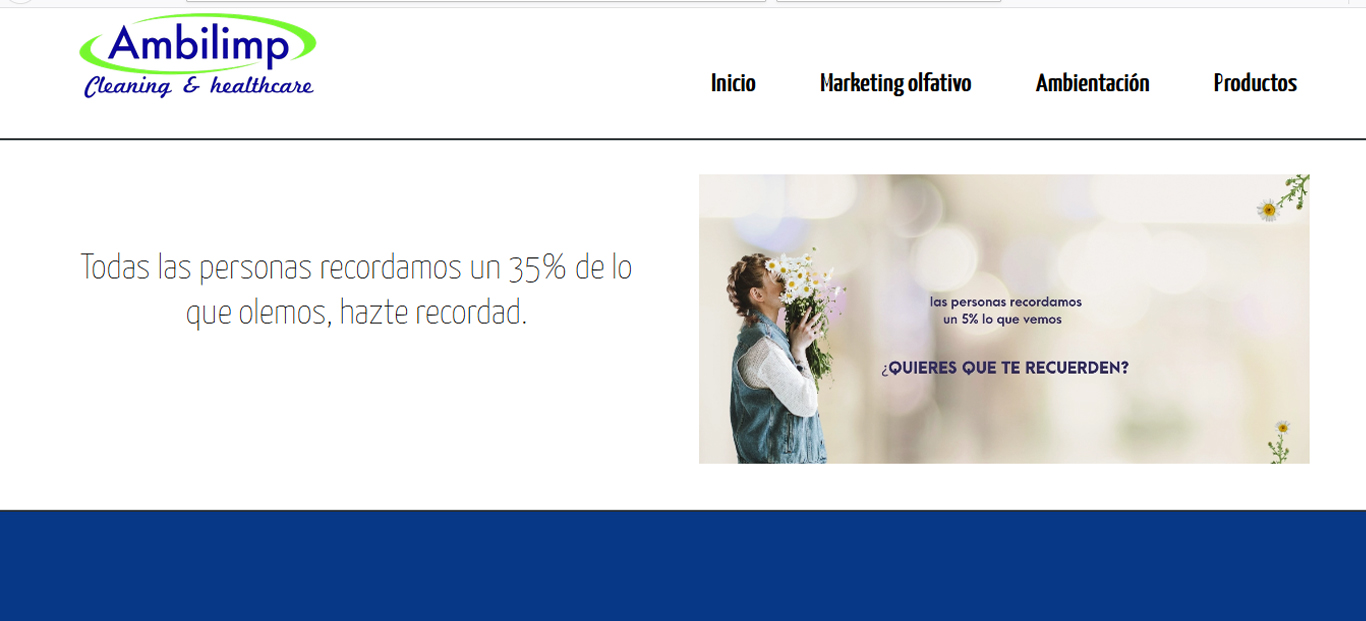 Ambilimp
Cleaning & healthcare
Inicio
Marketing olfativo
Ambientación
Productos
Todas las personas recordamos un 35% de lo
que olemos, hazte recordad.
las personas recordamos
un 5% lo que vemos
¿QUIERES QUE TE RECUERDEN?